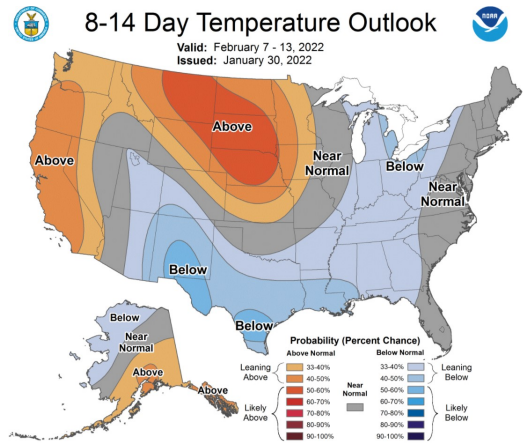 8-14 Day Temperature Outlook
Valid: February 7 - 13, 2022
Issued: January 30, 2022
NOAA
Above
Above
Near
Normal
Below
Near
Normal
Below
Below
Below
Near
Normal
Above
Above
Probability (Percent Chance)
Above Normal
Below Normal
Leaning
Above
33-40%
40-50%
Likely
Above
50-60%
60-70%
70-80%
80-90%
90-100%
Near
Normal
33-40%
40-50%
Leaning
Below
50-60%
60-70%
70-80%
80-90%
90-100%
Likely
Below